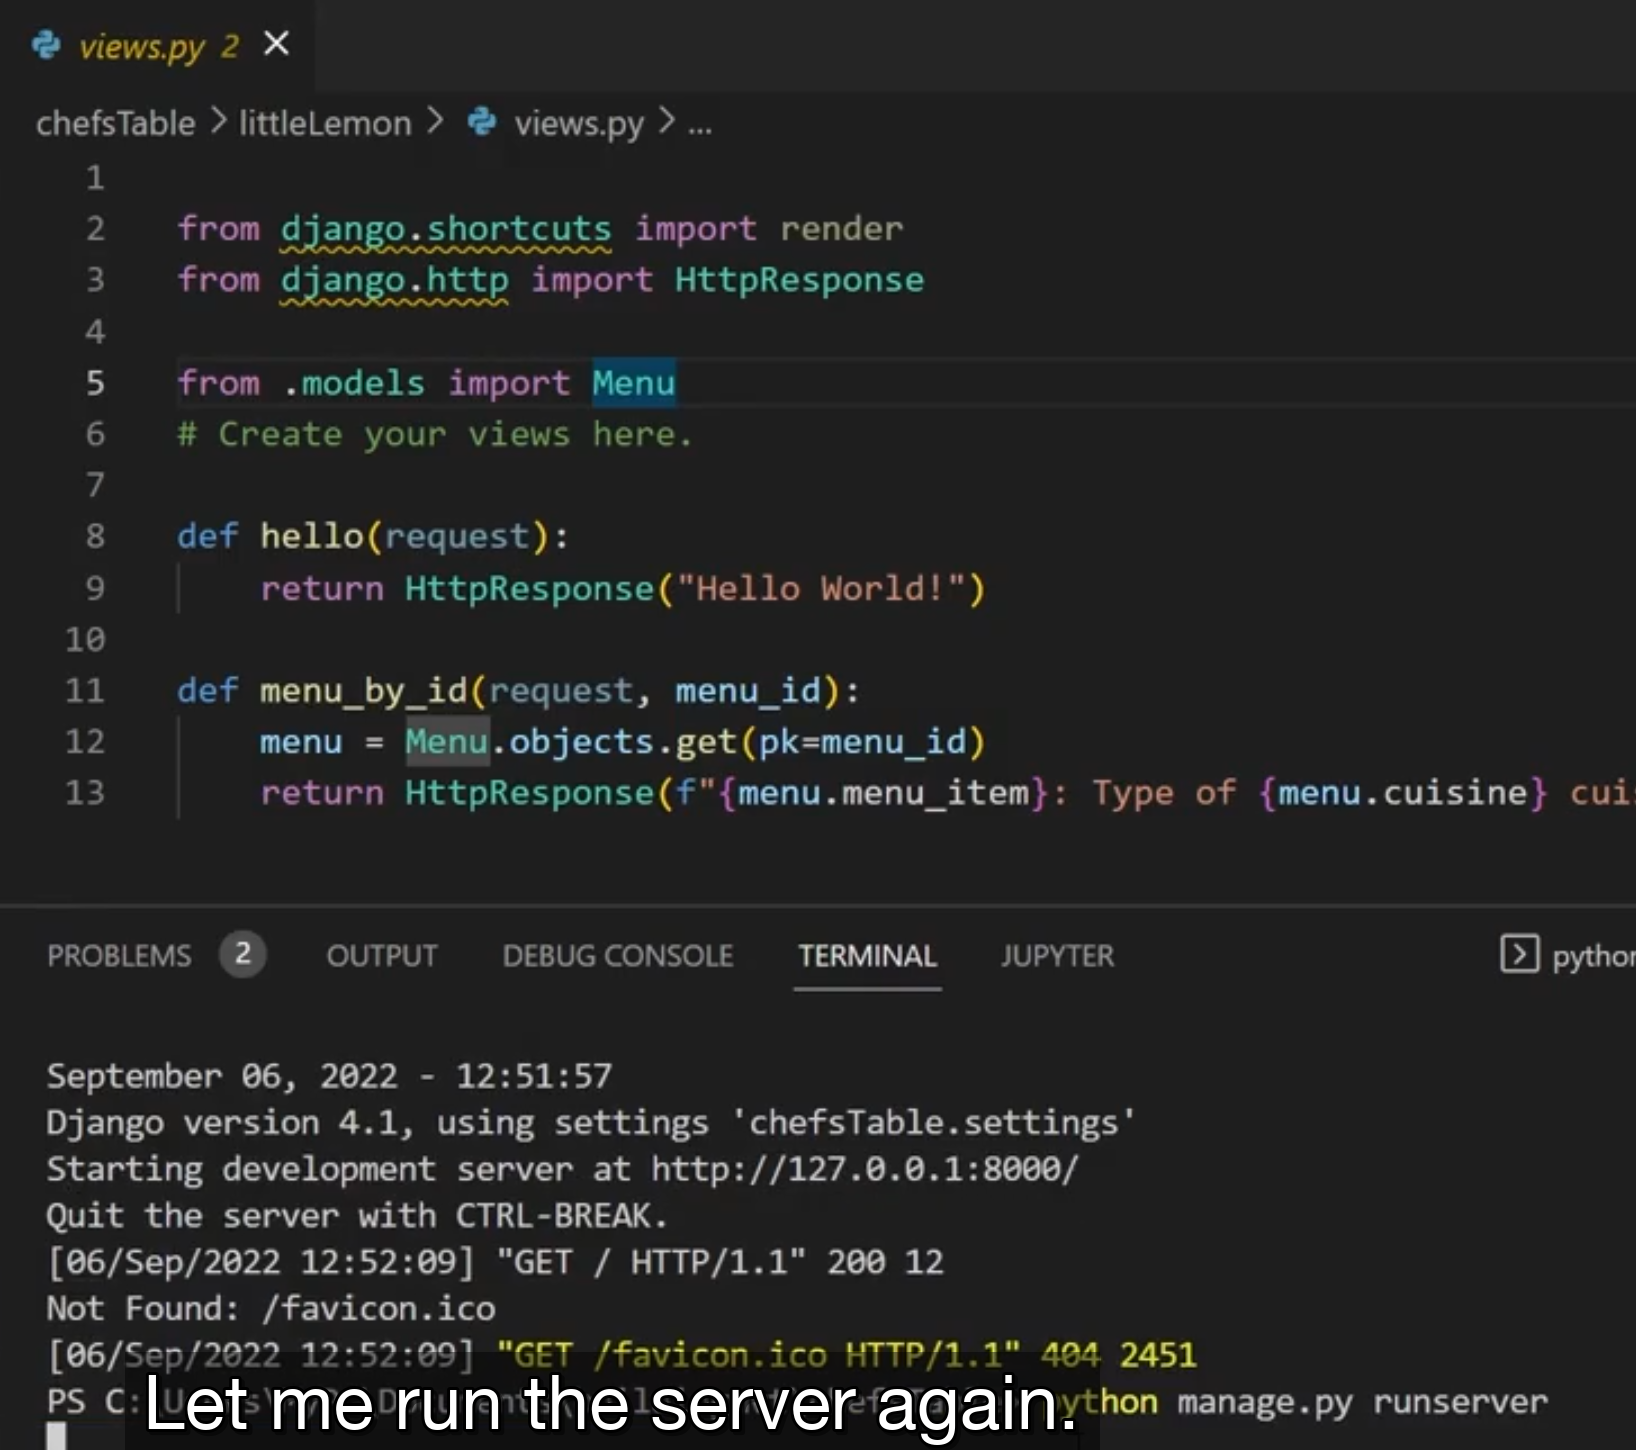 views.py 2
chefsTable > littleLemon > views.py > ...
1
2 from django.shortcuts import render
3 from django.http import HttpResponse
4
5 from .models import Menu
6 # Create your views here.
7
8 def hello(request):
9 return HttpResponse("Hello World!")
10
11 def menu_by_id(request, menu_id):
12 menu = Menu.objects.get(pk=menu_id)
13 return HttpResponse(f"{menu.menu_item}: Type of {menu.cuisine}
PROBLEMS 2 OUTPUT DEBUG CONSOLE TERMINAL JUPYTER
September 06, 2022 - 12:51:57
Django version 4.1, using settings 'chefsTable.settings'
Starting development server at http://127.0.0.1:8000/
Quit the server with CTRL-BREAK.
[06/Sep/2022 12:52:09] "GET / HTTP/1.1" 200 12
Not Found: /favicon.ico
[06/Sep/2022 12:52:09] "GET /favicon.ico HTTP/1.1" 404 2451
PS C: python manage.py runserver
Let me run the server again.